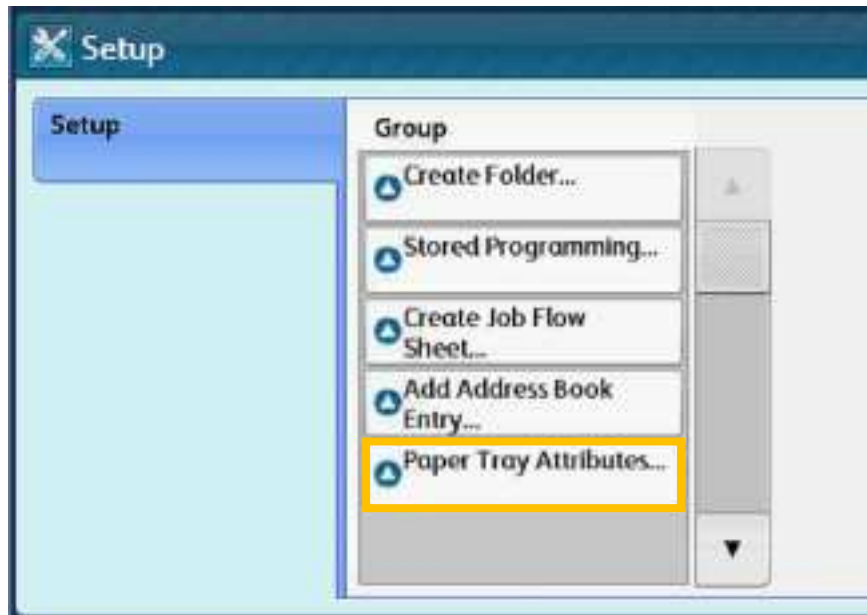 Setup
Setup
Group
Create Folder...
Stored Programming...
Create Job Flow
Sheet...
Add Address Book
Entry...
Paper Tray Attributes...